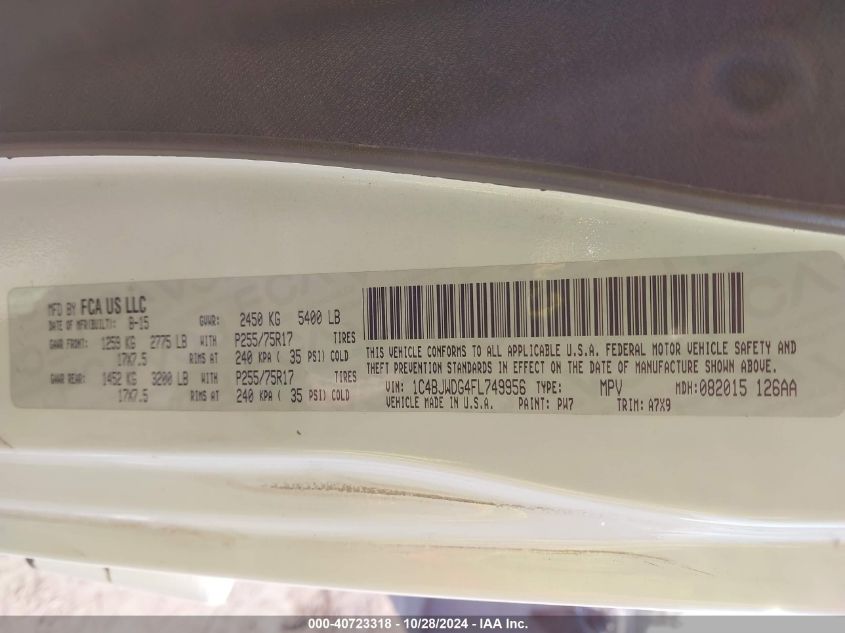 MFD BY FCA US LLC
DATE OF MFR(BUILT): 8-15 GVWR: 2450 KG 5400 LB
GAWR FRONT: 1259 KG 2775 LB WITH P255/75R17 TIRES
17X7.5 RIMS AT 240 KPA ( 35 PSI) COLD
GAWR REAR: 1452 KG 3200 LB WITH P255/75R17 TIRES
17X7.5 RIMS AT 240 KPA ( 35 PSI) COLD
THIS VEHICLE CONFORMS TO ALL APPLICABLE U.S.A. FEDERAL MOTOR VEHICLE SAFETY AND
THEFT PREVENTION STANDARDS IN EFFECT ON THE DATE OF MANUFACTURE SHOWN ABOVE.
VIN: 1C4BJWDG4FL749956 TYPE: MPV MDH: 082015 126AA
VEHICLE MADE IN U.S.A. PAINT: PW7 TRIM: A7X9
000-40723318 - 10/28/2024 - IAA Inc.